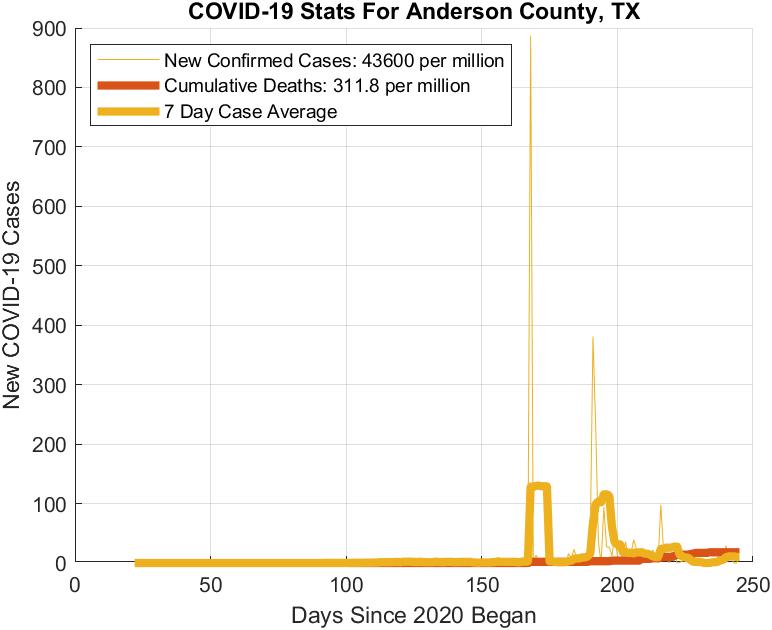 COVID-19 Stats For Anderson County, TX
New Confirmed Cases: 43600 per million
Cumulative Deaths: 311.8 per million
7 Day Case Average
New COVID-19 Cases
900
800
700
600
500
400
300
200
100
0
0 50 100 150 200 250
Days Since 2020 Began